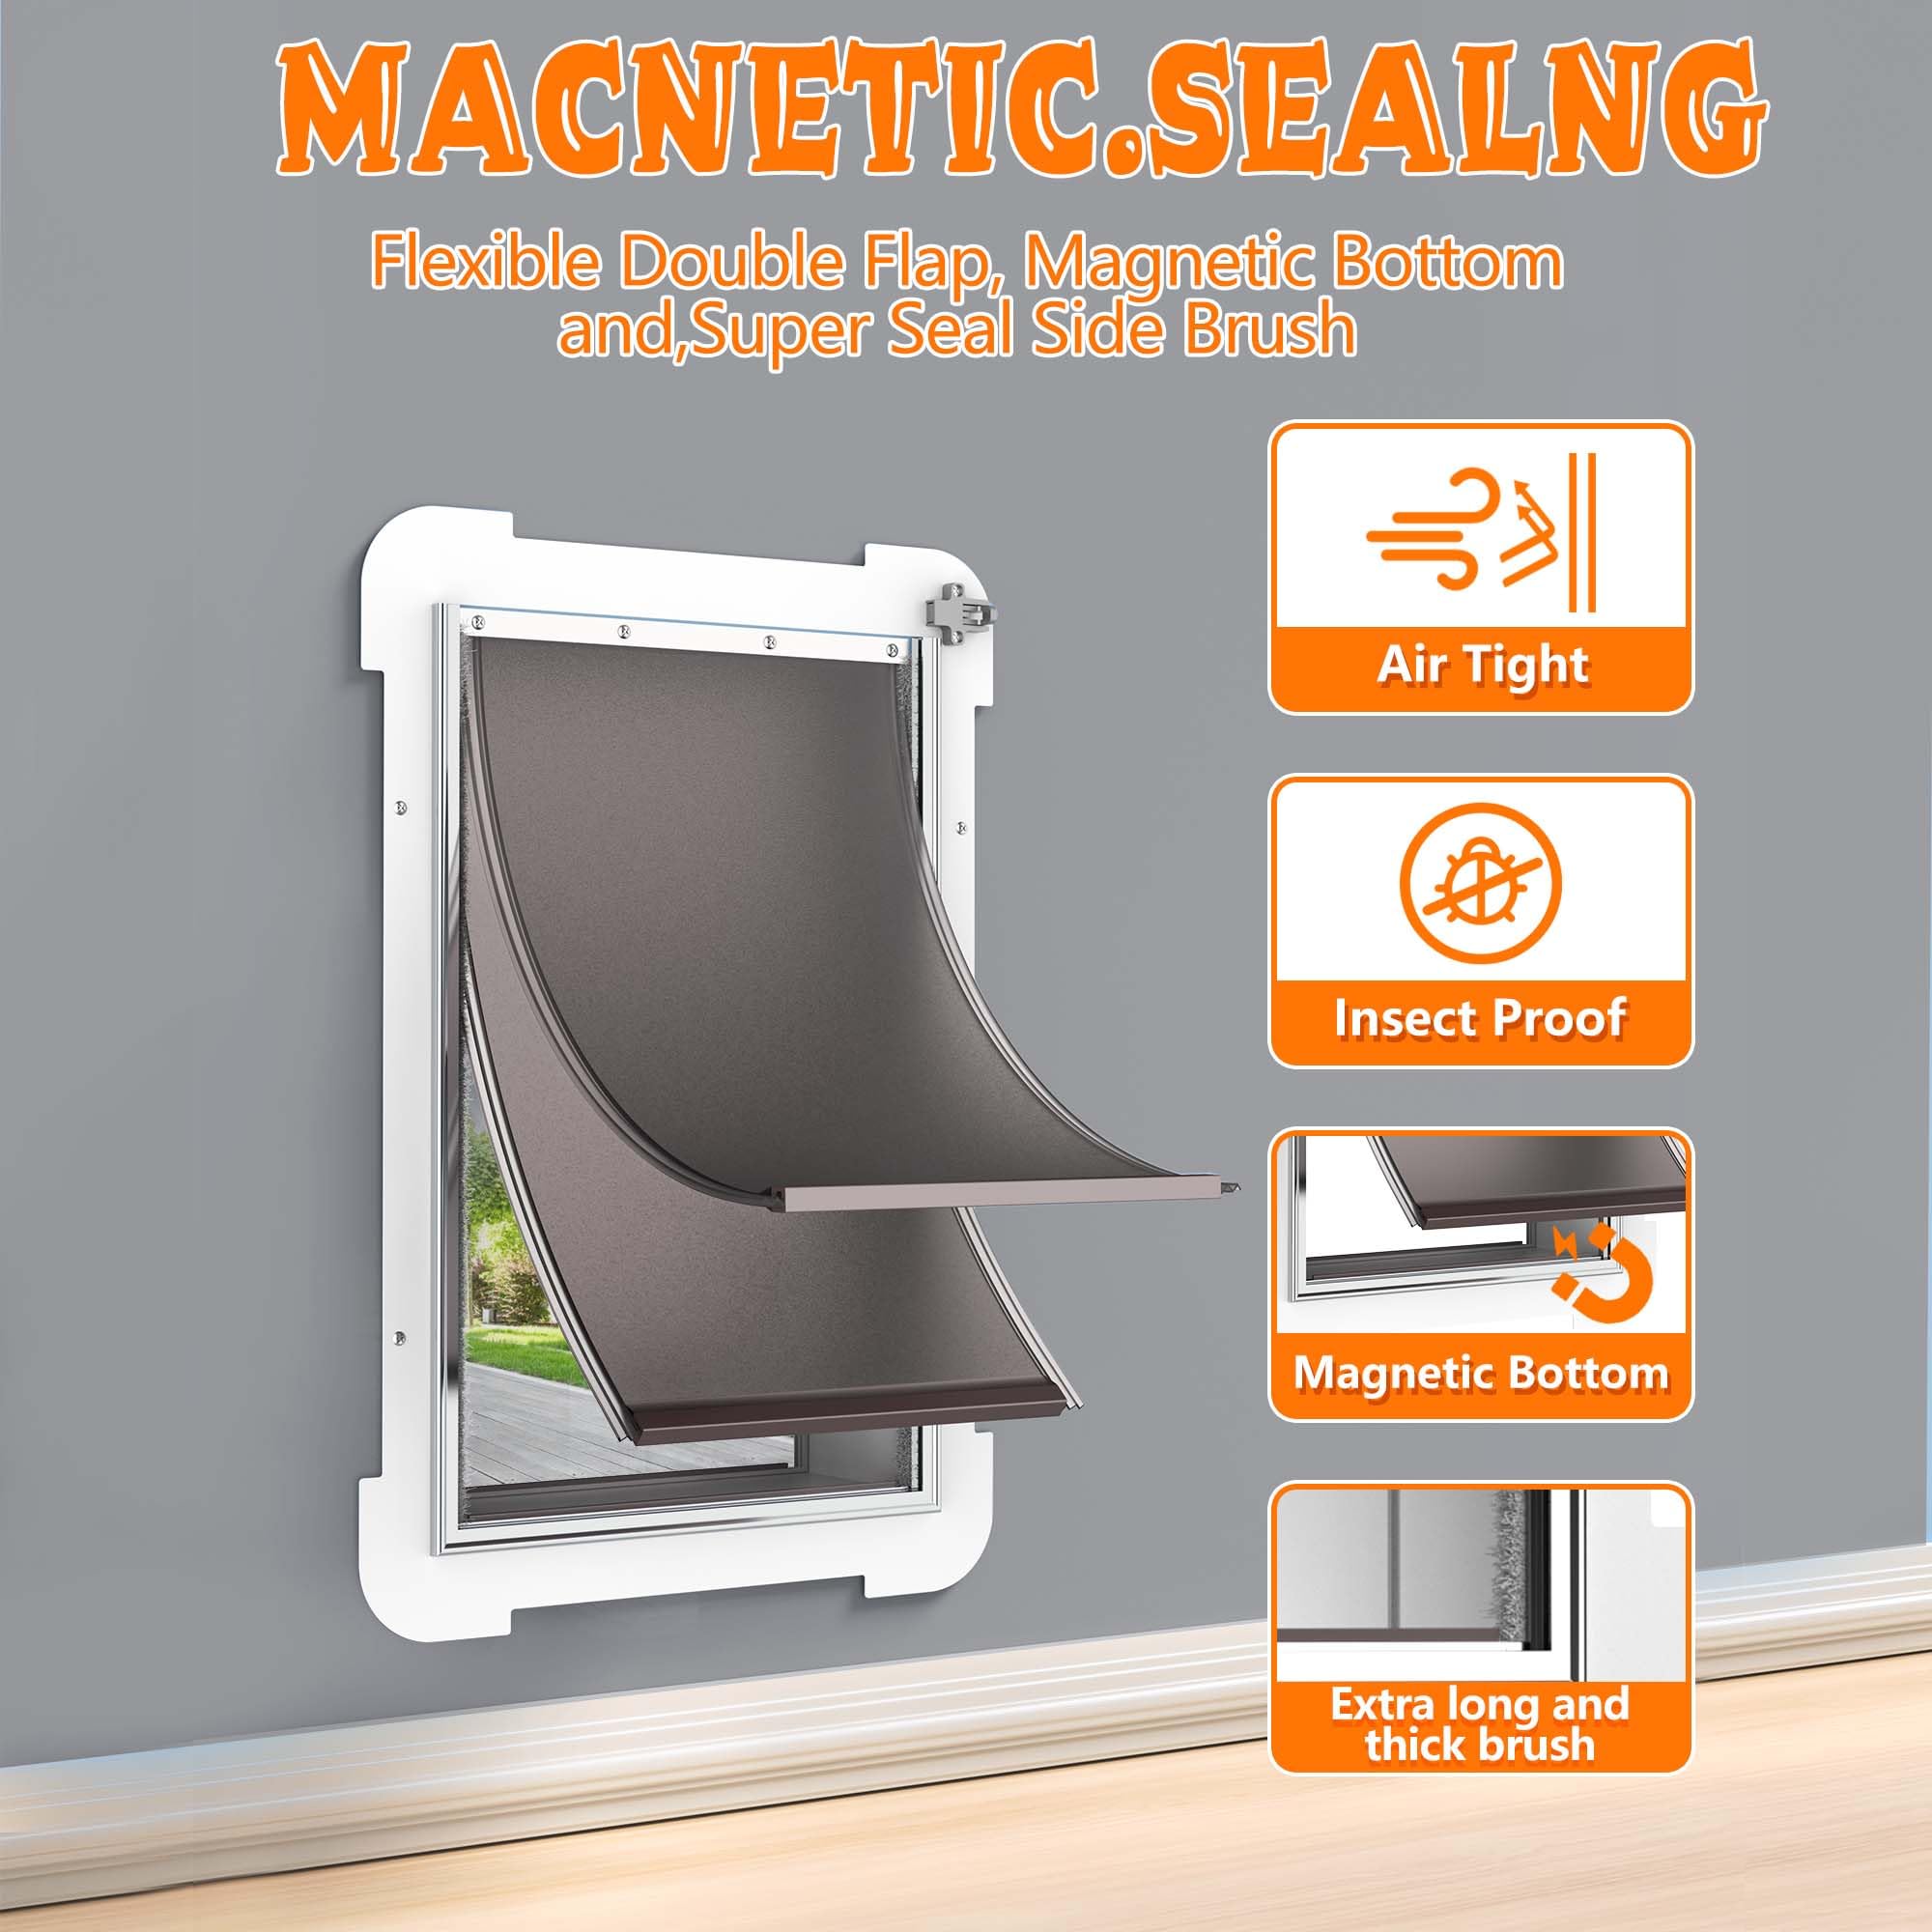 MACNETIC.SEALNG
Flexible Double Flap, Magnetic Bottom
and,Super Seal Side Brush
Air Tight
Insect Proof
Magnetic Bottom
Extra long and
thick brush